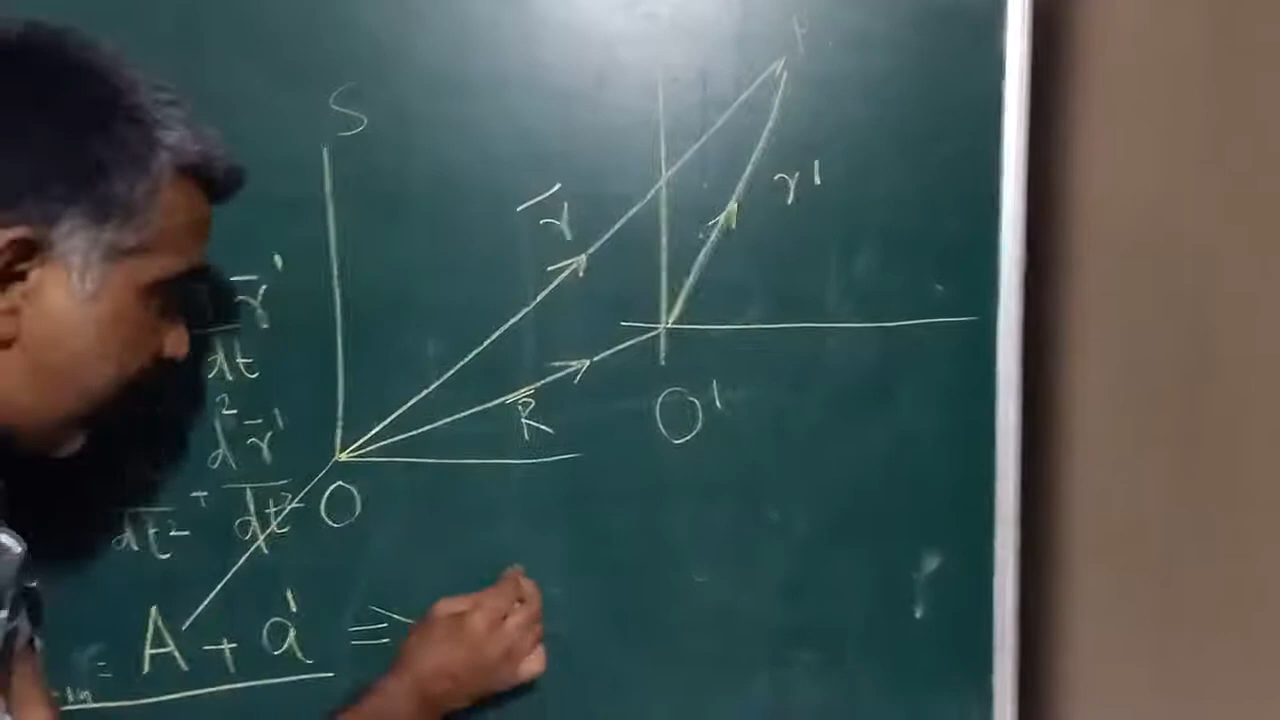 S
r̄
r'
r̄'
dt
R
O'
d²r̄'
O
dt² + dt²
= A + a' ⇒